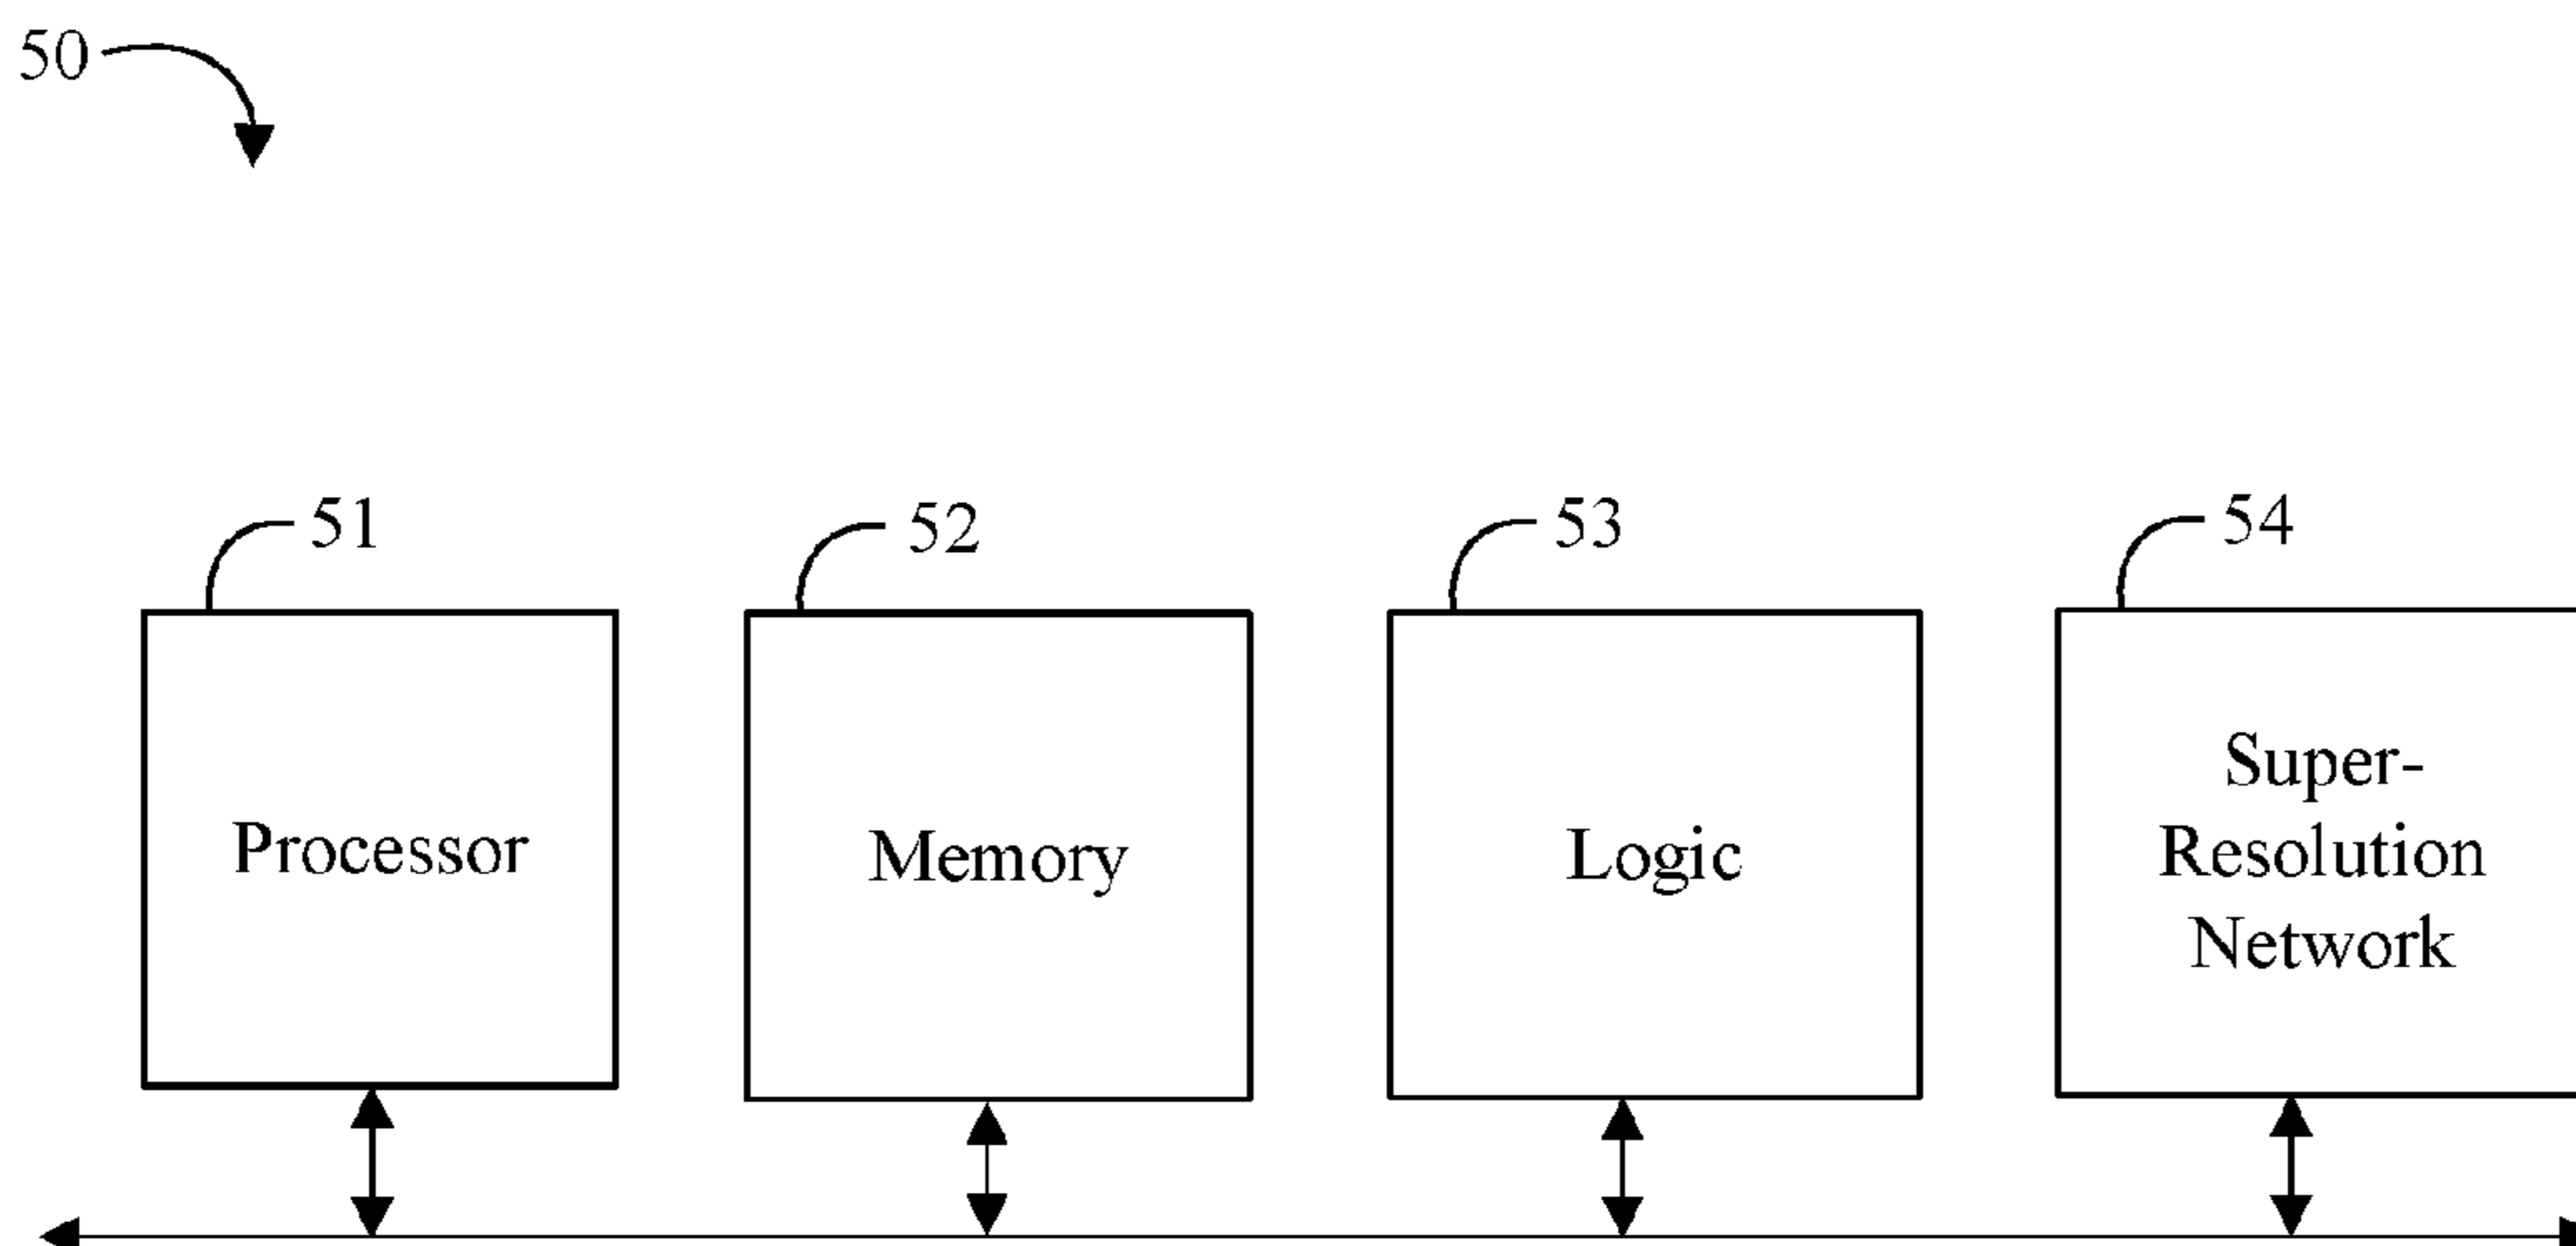 50
51
52
53
54
Processor
Memory
Logic
Super-
Resolution
Network